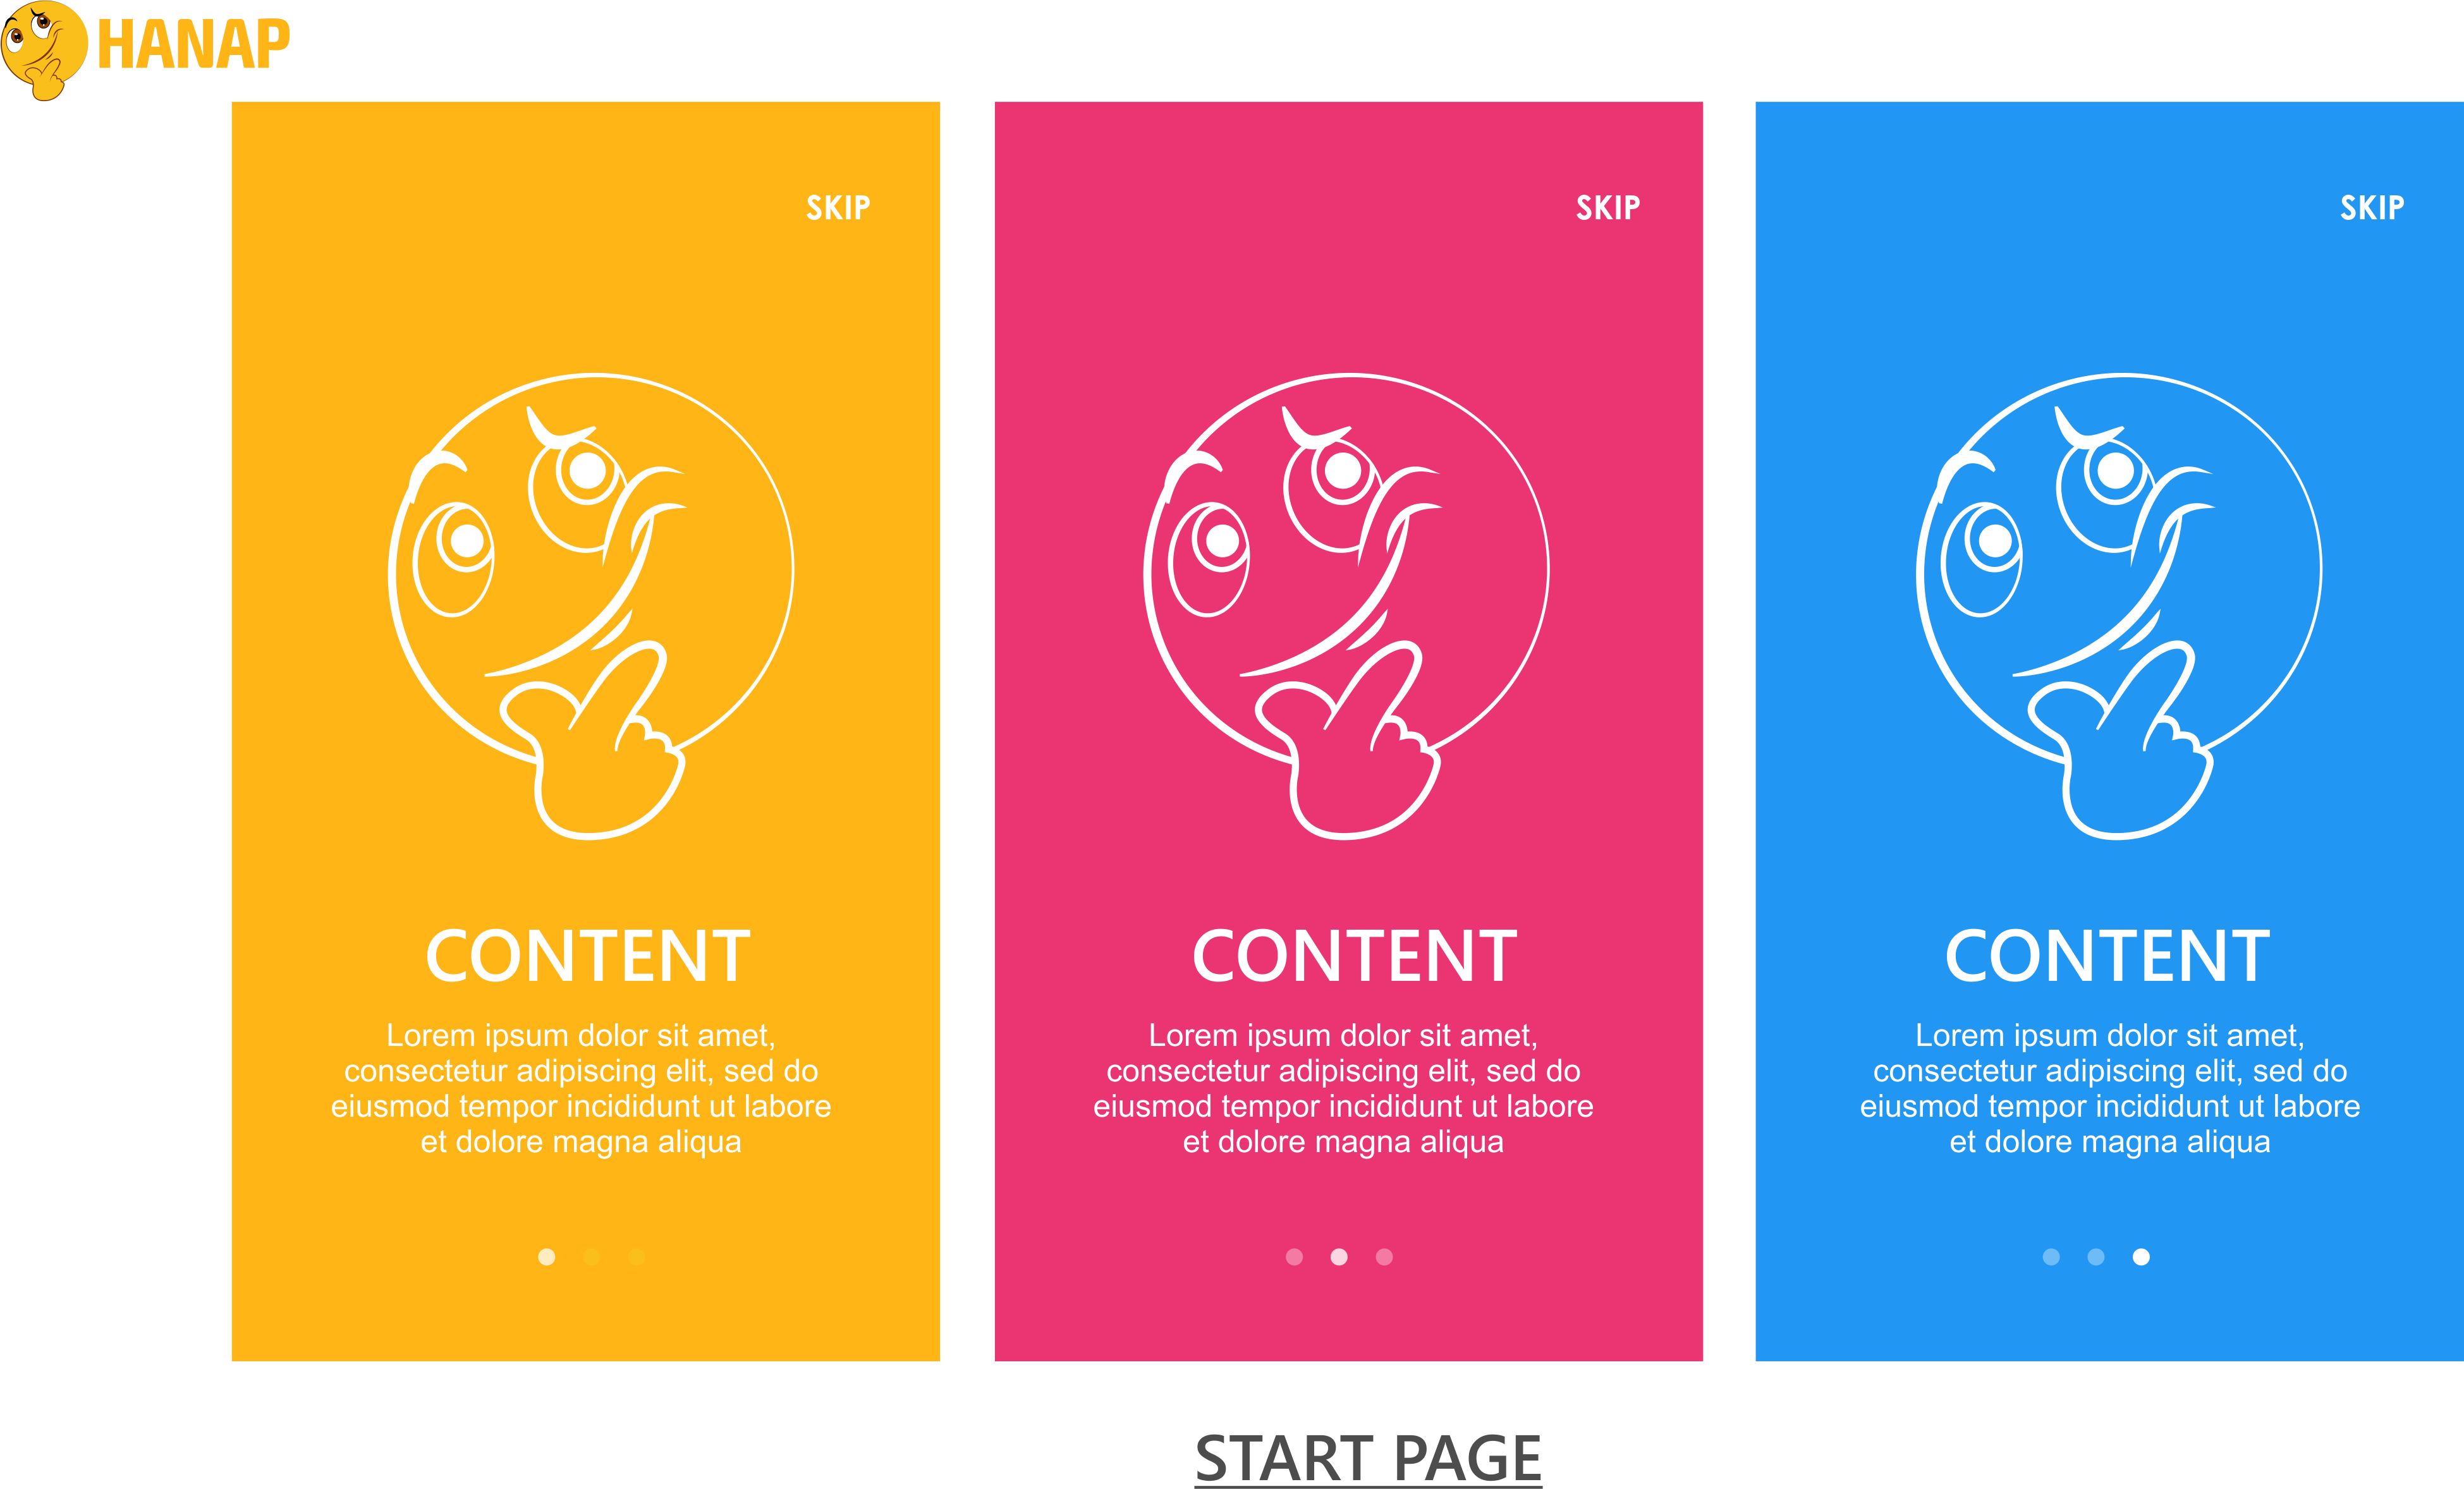 HANAP
SKIP
CONTENT
Lorem ipsum dolor sit amet,
consectetur adipiscing elit, sed do
eiusmod tempor incididunt ut labore
et dolore magna aliqua
SKIP
CONTENT
Lorem ipsum dolor sit amet,
consectetur adipiscing elit, sed do
eiusmod tempor incididunt ut labore
et dolore magna aliqua
SKIP
CONTENT
Lorem ipsum dolor sit amet,
consectetur adipiscing elit, sed do
eiusmod tempor incididunt ut labore
et dolore magna aliqua
START PAGE